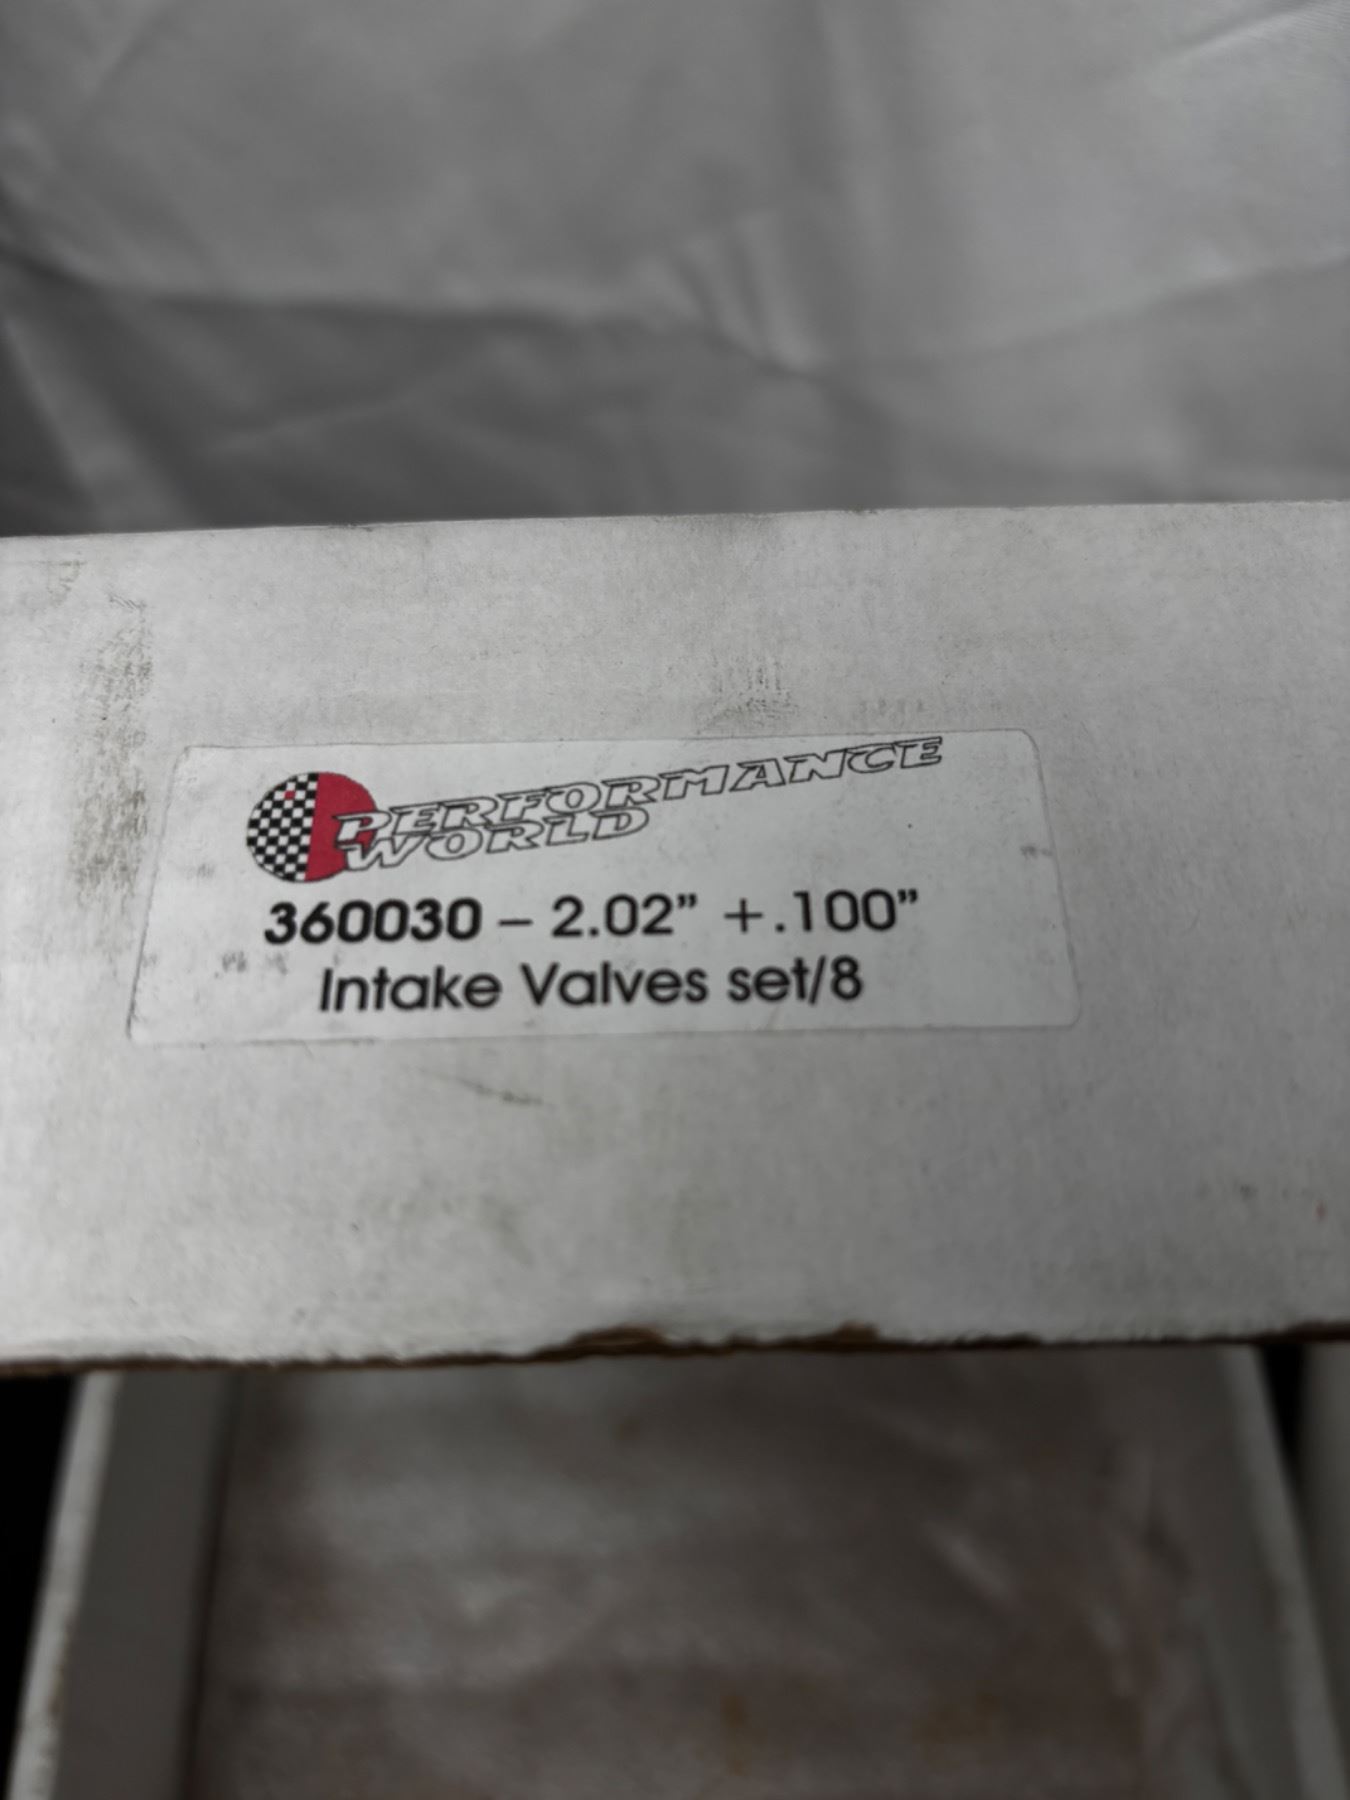 PERFORMANCE
WORLD
360030 – 2.02” +.100”
Intake Valves set/8